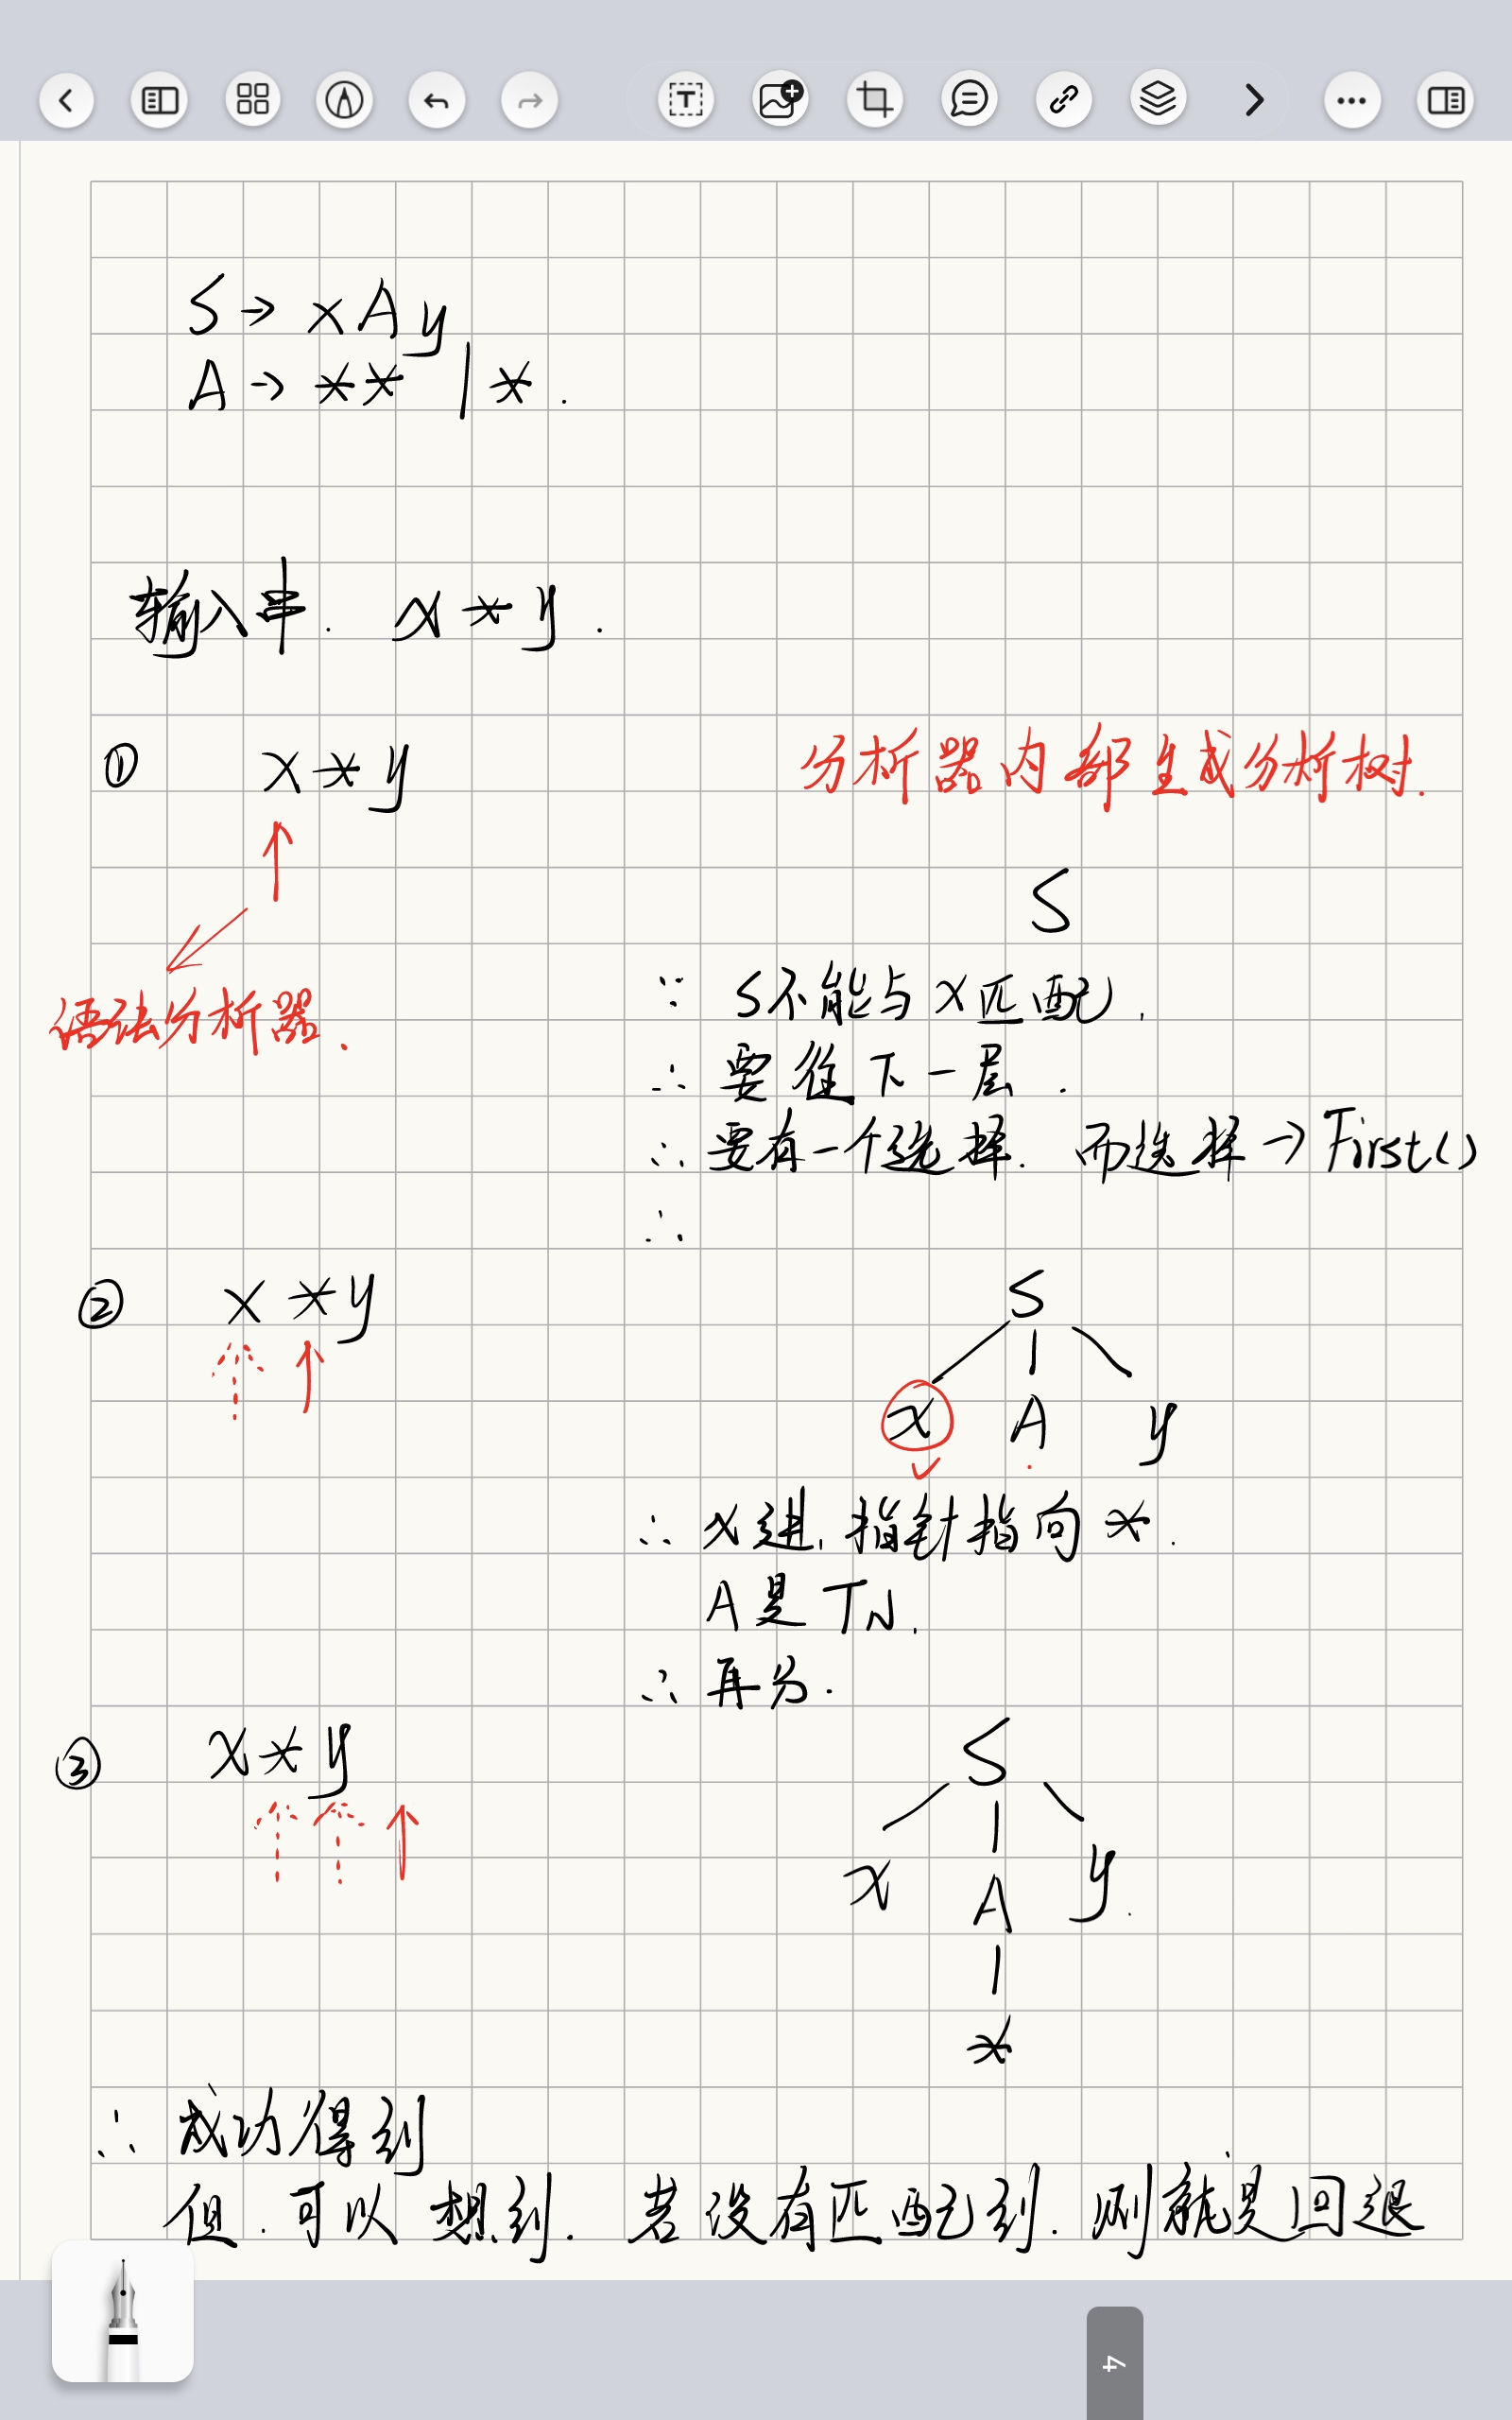 S → xAy
A → ** | *.
输入串. x*y.
① x*y
分析器内部生成分析树.
S
语法分析器.
∵ S不能与x匹配,
∴ 要往下一层.
∴ 要有一个选择. 而选择→First()
∴
② x*y
S
x A y
∴ x进, 指针指向*.
A是TN.
∴ 再分.
③ x*y
S
x A y.
*
∴ 成功得到
但. 可以想到. 若没有匹配到. 则就是回退
4